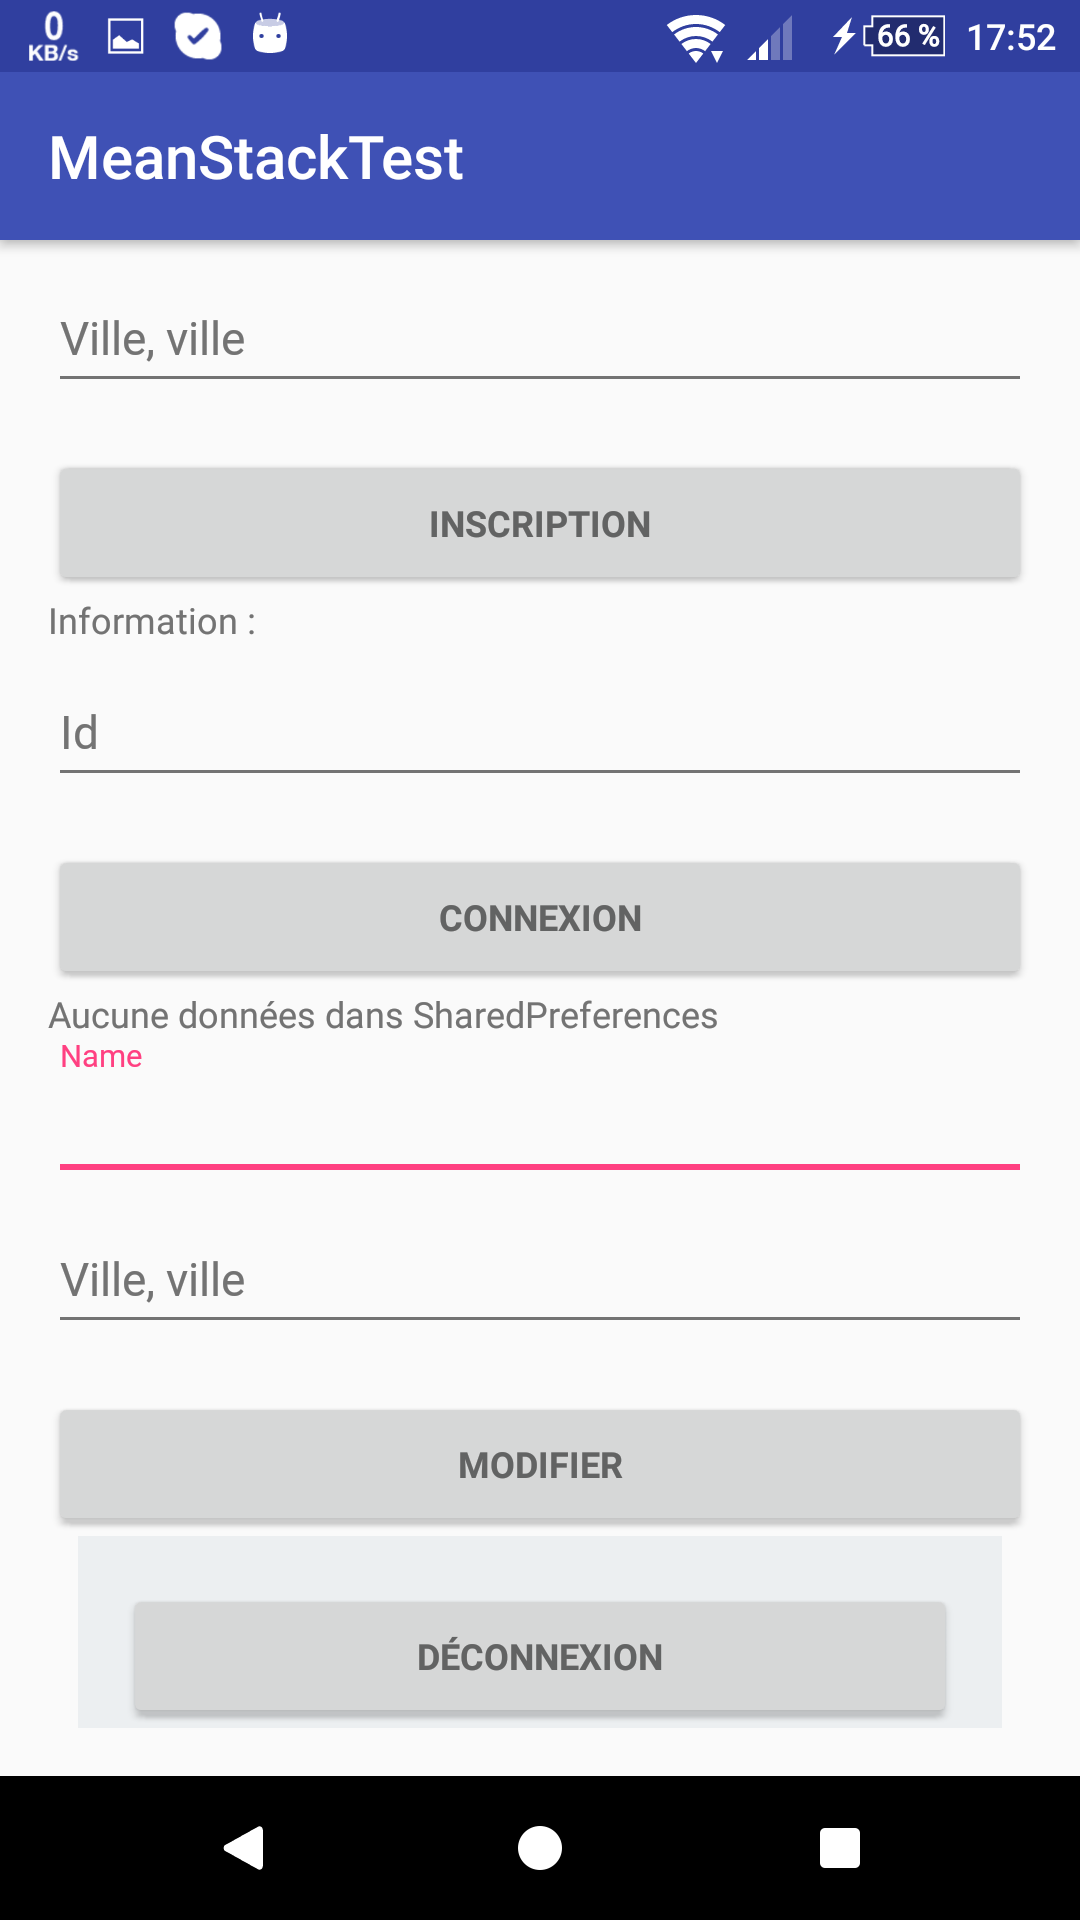 0
KB/s
66 %
17:52
MeanStackTest
Ville, ville
INSCRIPTION
Information :
Id
CONNEXION
Aucune données dans SharedPreferences
Name
Ville, ville
MODIFIER
DÉCONNEXION